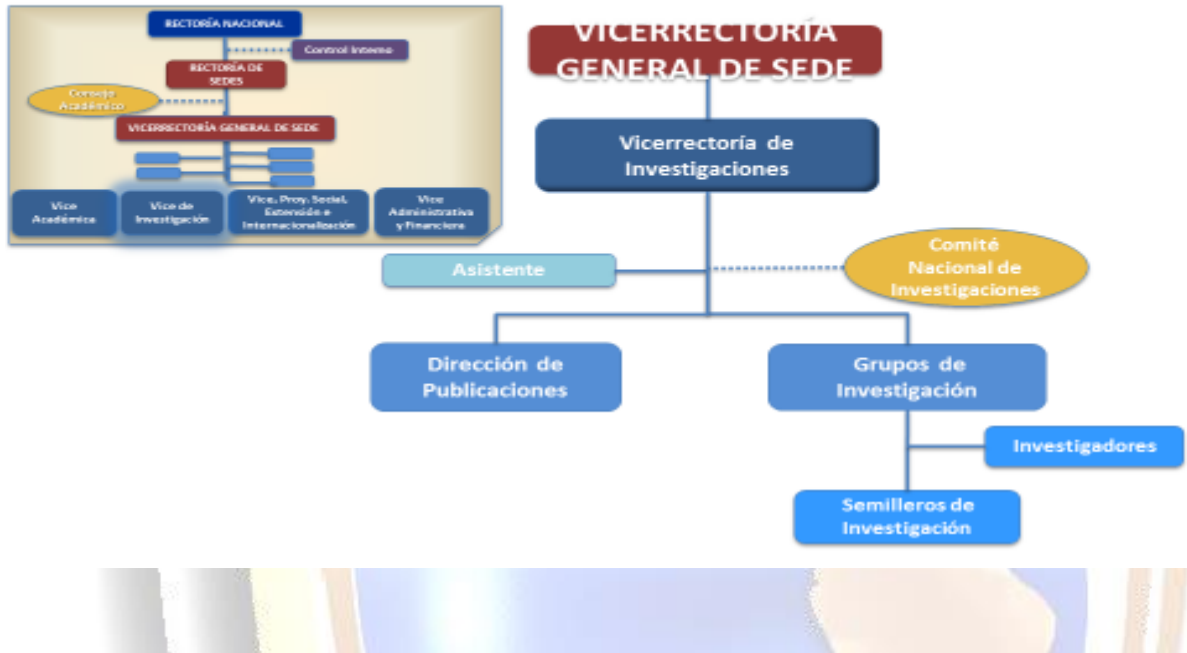 RECTORÍA NACIONAL
Control Interno
RECTORÍA DE
SEDES
Consejo
Académico
VICERRECTORÍA GENERAL DE SEDE
Vice
Académica
Vice de
Investigación
Vice. Proy. Social,
Extensión e
Internacionalización
Vice
Administrativa
y Financiera
VICERRECTORÍA
GENERAL DE SEDE
Vicerrectoría de
Investigaciones
Asistente
Comité
Nacional de
Investigaciones
Dirección de
Publicaciones
Grupos de
Investigación
Investigadores
Semilleros de
Investigación